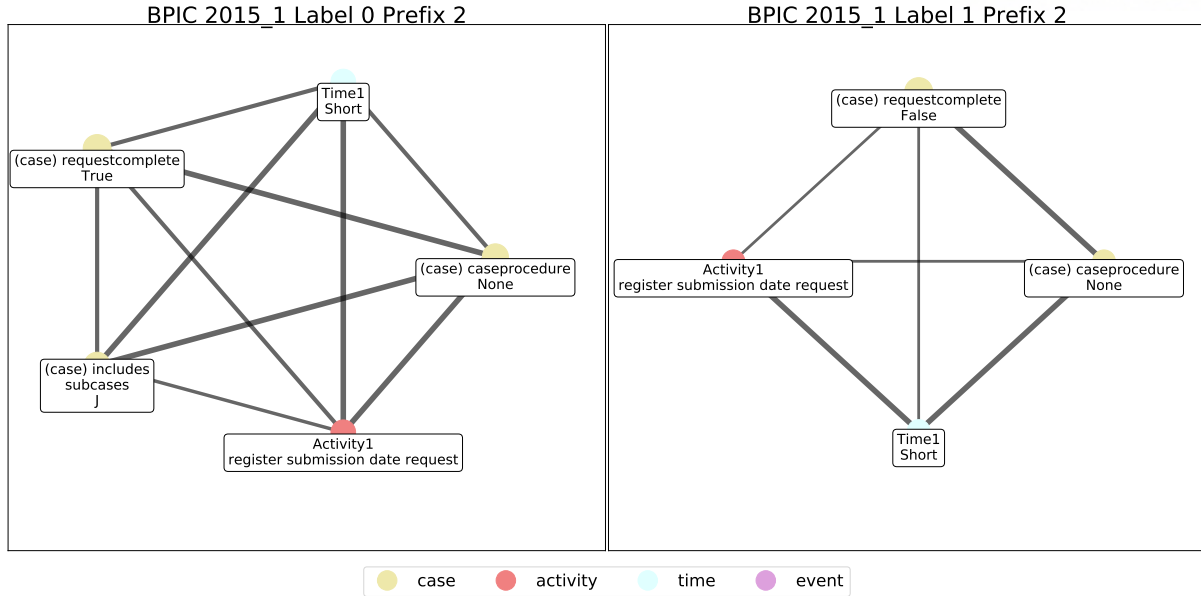 BPIC 2015_1 Label 0 Prefix 2
Time1
Short
(case) requestcomplete
True
(case) caseprocedure
None
(case) includes
subcases
J
Activity1
register submission date request
BPIC 2015_1 Label 1 Prefix 2
(case) requestcomplete
False
Activity1
register submission date request
(case) caseprocedure
None
Time1
Short
case
activity
time
event